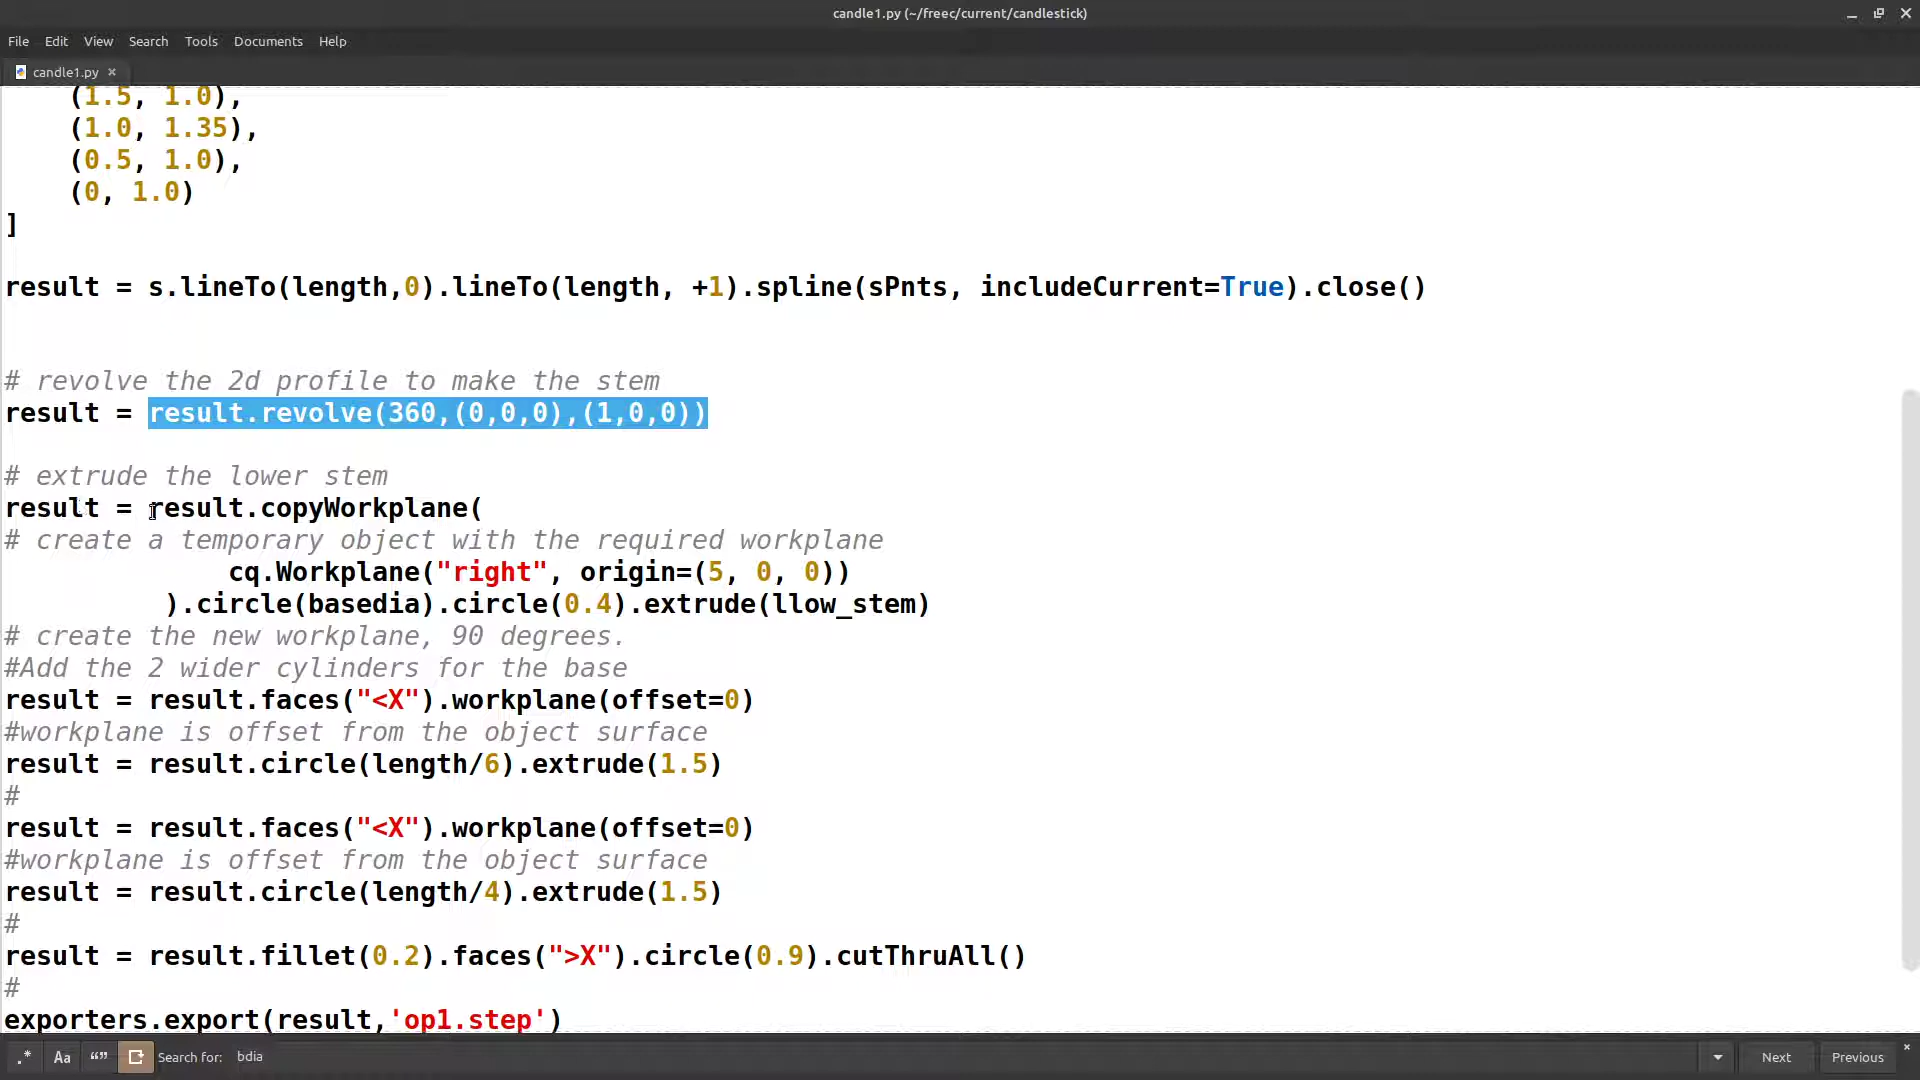 candle1.py (~/freec/current/candlestick)
File Edit View Search Tools Documents Help
candle1.py
(1.5, 1.0),
(1.0, 1.35),
(0.5, 1.0),
(0, 1.0)
]
result = s.lineTo(length,0).lineTo(length, +1).spline(sPnts, includeCurrent=True).close()
# revolve the 2d profile to make the stem
result = result.revolve(360,(0,0,0),(1,0,0))
# extrude the lower stem
result = result.copyWorkplane(
# create a temporary object with the required workplane
cq.Workplane("right", origin=(5, 0, 0))
).circle(basedia).circle(0.4).extrude(llow_stem)
# create the new workplane, 90 degrees.
#Add the 2 wider cylinders for the base
result = result.faces("<X").workplane(offset=0)
#workplane is offset from the object surface
result = result.circle(length/6).extrude(1.5)
#
result = result.faces("<X").workplane(offset=0)
#workplane is offset from the object surface
result = result.circle(length/4).extrude(1.5)
#
result = result.fillet(0.2).faces(">X").circle(0.9).cutThruAll()
#
exporters.export(result,'op1.step')
.* Aa “” Search for: bdia Next Previous